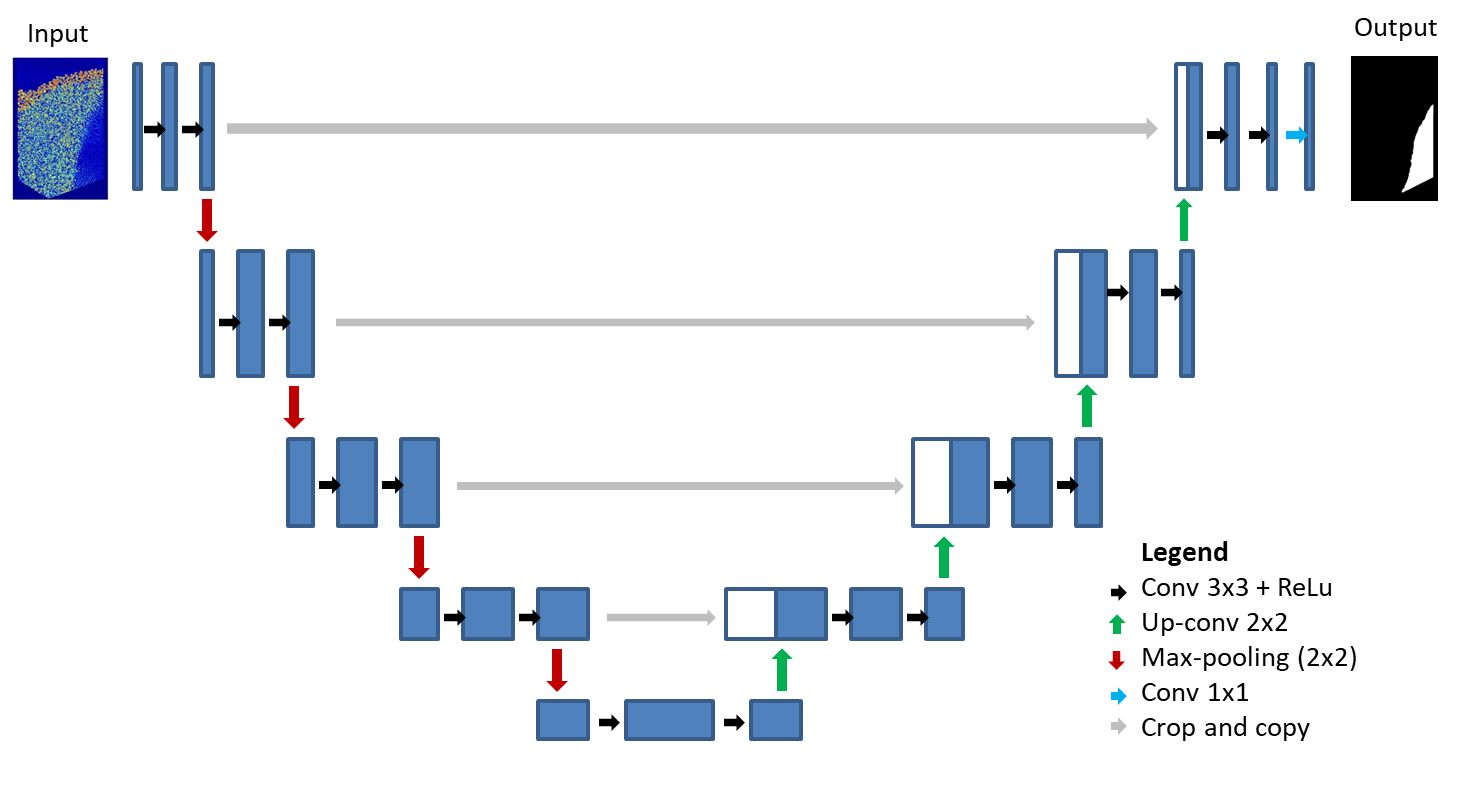 Input
Output
Legend
Conv 3x3 + ReLu
Up-conv 2x2
Max-pooling (2x2)
Conv 1x1
Crop and copy